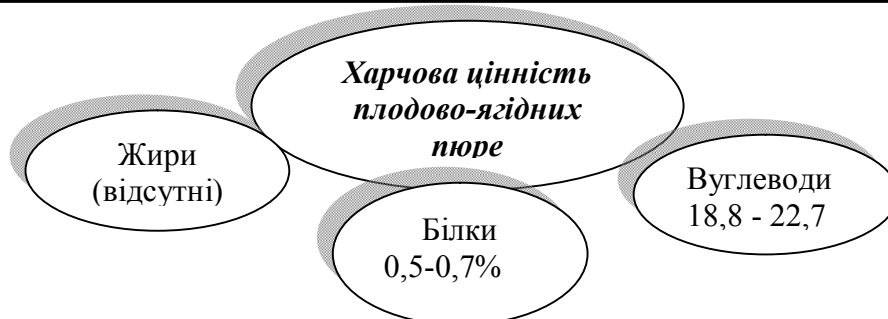 Харчова цінність
плодово-ягідних
пюре
Жири
(відсутні)
Білки
0,5-0,7%
Вуглеводи
18,8 - 22,7